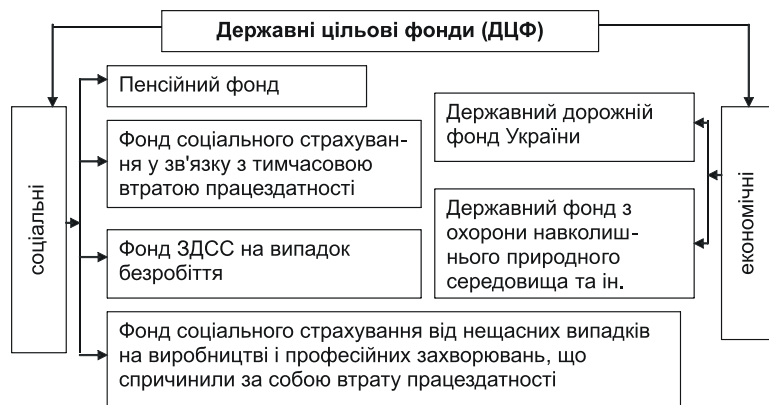 Державні цільові фонди (ДЦФ)
соціальні
Пенсійний фонд
Фонд соціального страхуван-
ня у зв'язку з тимчасовою
втратою працездатності
Фонд ЗДСС на випадок
безробіття
Фонд соціального страхування від нещасних випадків
на виробництві і професійних захворювань, що
спричинили за собою втрату працездатності
Державний дорожній
фонд України
Державний фонд з
охорони навколиш-
нього природного
середовища та ін.
економічні